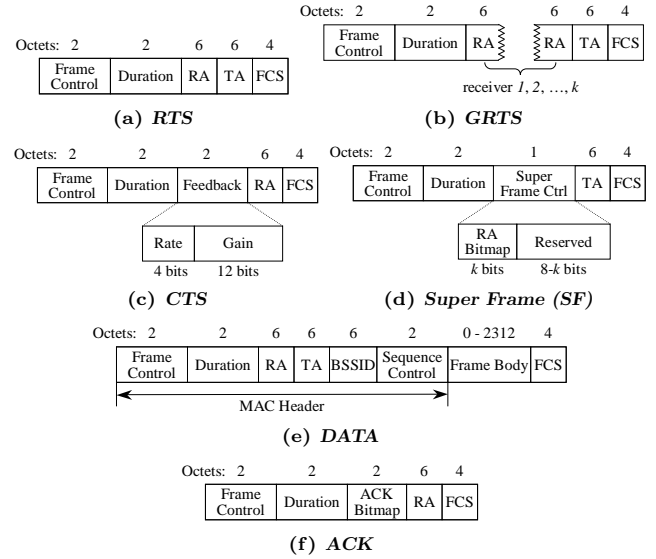 Octets: 2 2 6 6 4
Frame Control Duration RA TA FCS
(a) RTS
Octets: 2 2 6 6 6 4
Frame Control Duration RA RA TA FCS
receiver 1, 2, ..., k
(b) GRTS
Octets: 2 2 2 6 4
Frame Control Duration Feedback RA FCS
Rate Gain
4 bits 12 bits
(c) CTS
Octets: 2 2 1 6 4
Frame Control Duration Super Frame Ctrl TA FCS
RA Bitmap Reserved
k bits 8-k bits
(d) Super Frame (SF)
Octets: 2 2 6 6 6 2 0 - 2312 4
Frame Control Duration RA TA BSSID Sequence Control Frame Body FCS
MAC Header
(e) DATA
Octets: 2 2 2 6 4
Frame Control Duration ACK Bitmap RA FCS
(f) ACK